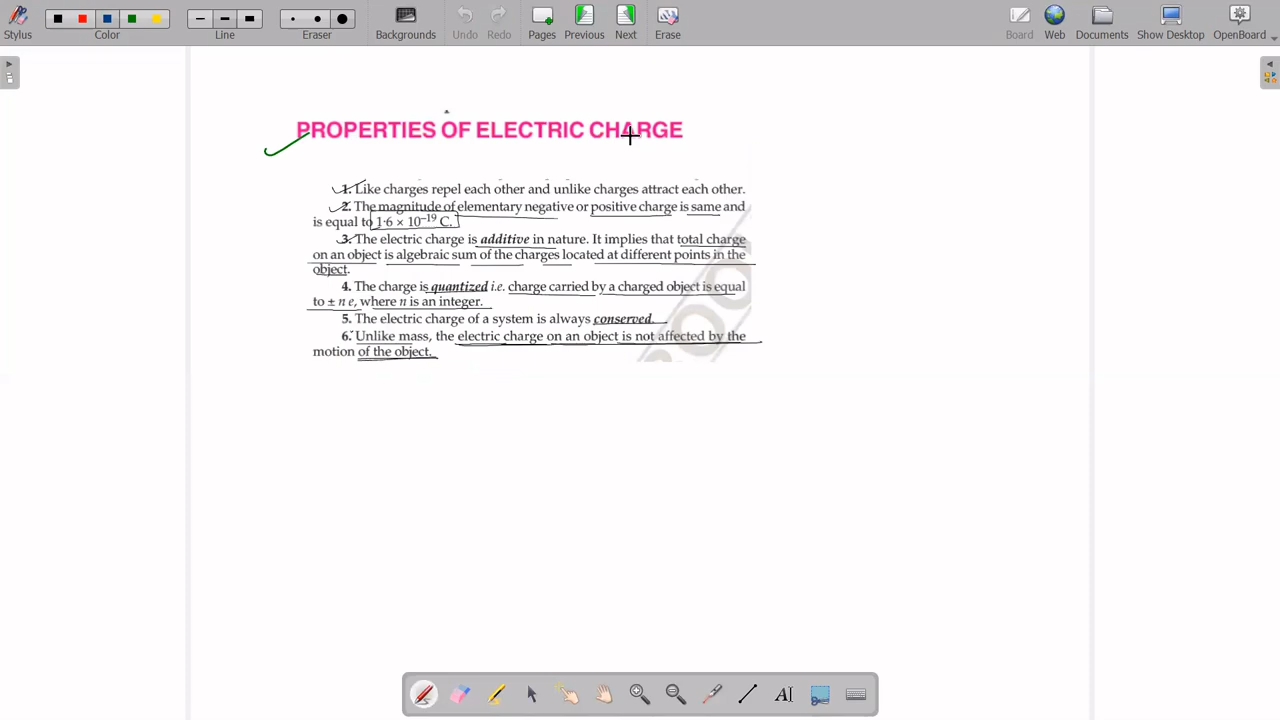 Stylus Color Line Eraser Backgrounds Undo Redo Pages Previous Next Erase Board Web Documents Show Desktop OpenBoard
PROPERTIES OF ELECTRIC CHARGE
1. Like charges repel each other and unlike charges attract each other.
2. The magnitude of elementary negative or positive charge is same and
is equal to 1·6 × 10⁻¹⁹ C.
3. The electric charge is additive in nature. It implies that total charge
on an object is algebraic sum of the charges located at different points in the
object.
4. The charge is quantized i.e. charge carried by a charged object is equal
to ± n e, where n is an integer.
5. The electric charge of a system is always conserved.
6. Unlike mass, the electric charge on an object is not affected by the
motion of the object.